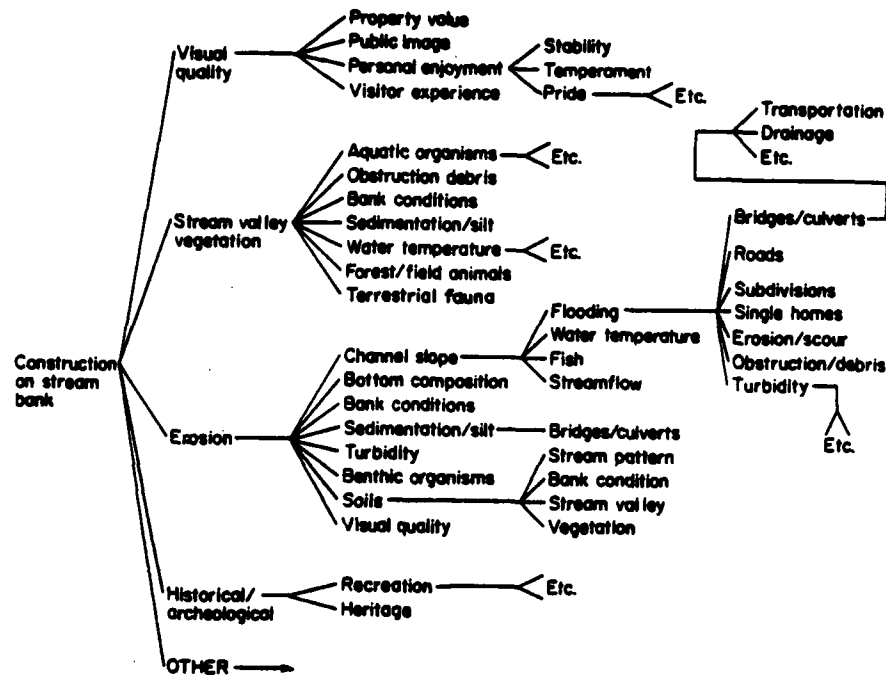 Construction
on stream
bank
Visual
quality
Property value
Public image
Personal enjoyment
Visitor experience
Stability
Temperament
Pride
Etc.
Stream valley
vegetation
Aquatic organisms
Etc.
Obstruction debris
Bank conditions
Sedimentation/silt
Water temperature
Etc.
Forest/field animals
Terrestrial fauna
Erosion
Channel slope
Bottom composition
Bank conditions
Sedimentation/silt
Turbidity
Benthic organisms
Soils
Visual quality
Flooding
Water temperature
Fish
Streamflow
Bridges/culverts
Stream pattern
Bank condition
Stream valley
Vegetation
Bridges/culverts
Roads
Subdivisions
Single homes
Erosion/scour
Obstruction/debris
Turbidity
Etc.
Transportation
Drainage
Etc.
Historical/
archeological
Recreation
Heritage
Etc.
OTHER